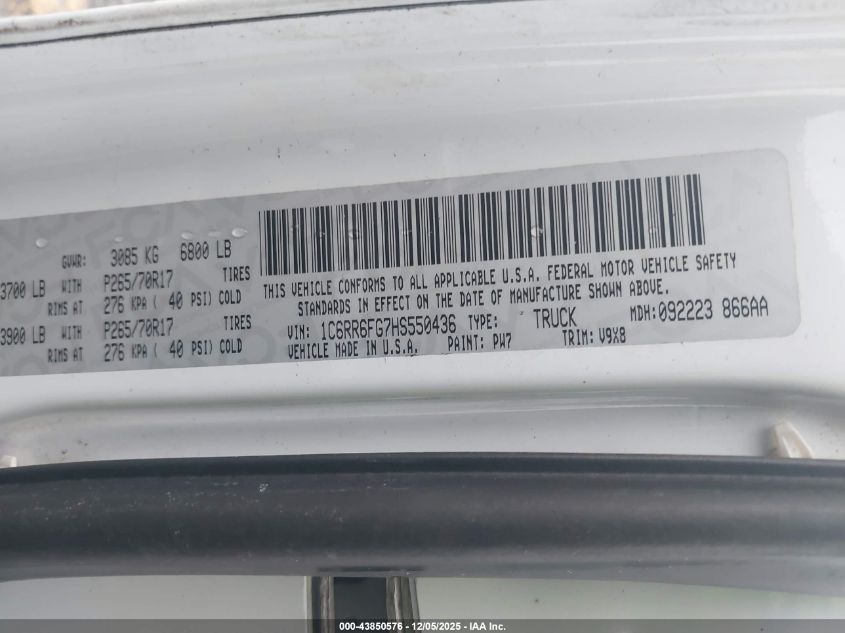 GVWR: 3085 KG 6800 LB
3700 LB WITH P265/70R17 TIRES
RIMS AT 276 KPA ( 40 PSI) COLD
3900 LB WITH P265/70R17 TIRES
RIMS AT 276 KPA ( 40 PSI) COLD
THIS VEHICLE CONFORMS TO ALL APPLICABLE U.S.A. FEDERAL MOTOR VEHICLE SAFETY
STANDARDS IN EFFECT ON THE DATE OF MANUFACTURE SHOWN ABOVE.
VIN: 1C6RR6FG7HS550436 TYPE: TRUCK MDH:092223 866AA
VEHICLE MADE IN U.S.A. PAINT: PW7 TRIM: V9X8
000-43850576 - 12/05/2025 - IAA Inc.